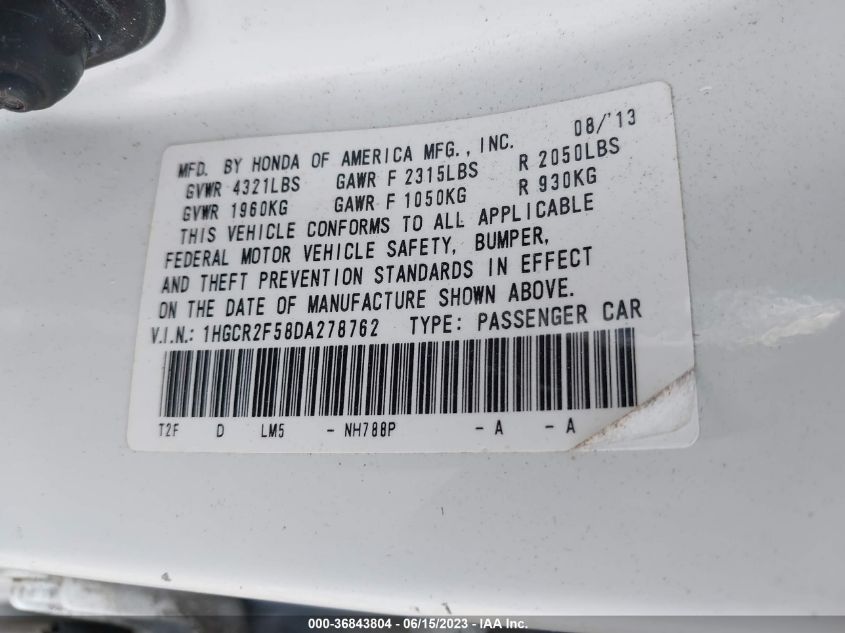 08/'13
MFD. BY HONDA OF AMERICA MFG., INC.
GVWR 4321LBS GAWR F 2315LBS R 2050LBS
GVWR 1960KG GAWR F 1050KG R 930KG
THIS VEHICLE CONFORMS TO ALL APPLICABLE
FEDERAL MOTOR VEHICLE SAFETY, BUMPER,
AND THEFT PREVENTION STANDARDS IN EFFECT
ON THE DATE OF MANUFACTURE SHOWN ABOVE.
V.I.N.: 1HGCR2F58DA278762 TYPE: PASSENGER CAR
T2F D LM5 - NH788P - A - A
000-36843804 - 06/15/2023 - IAA Inc.